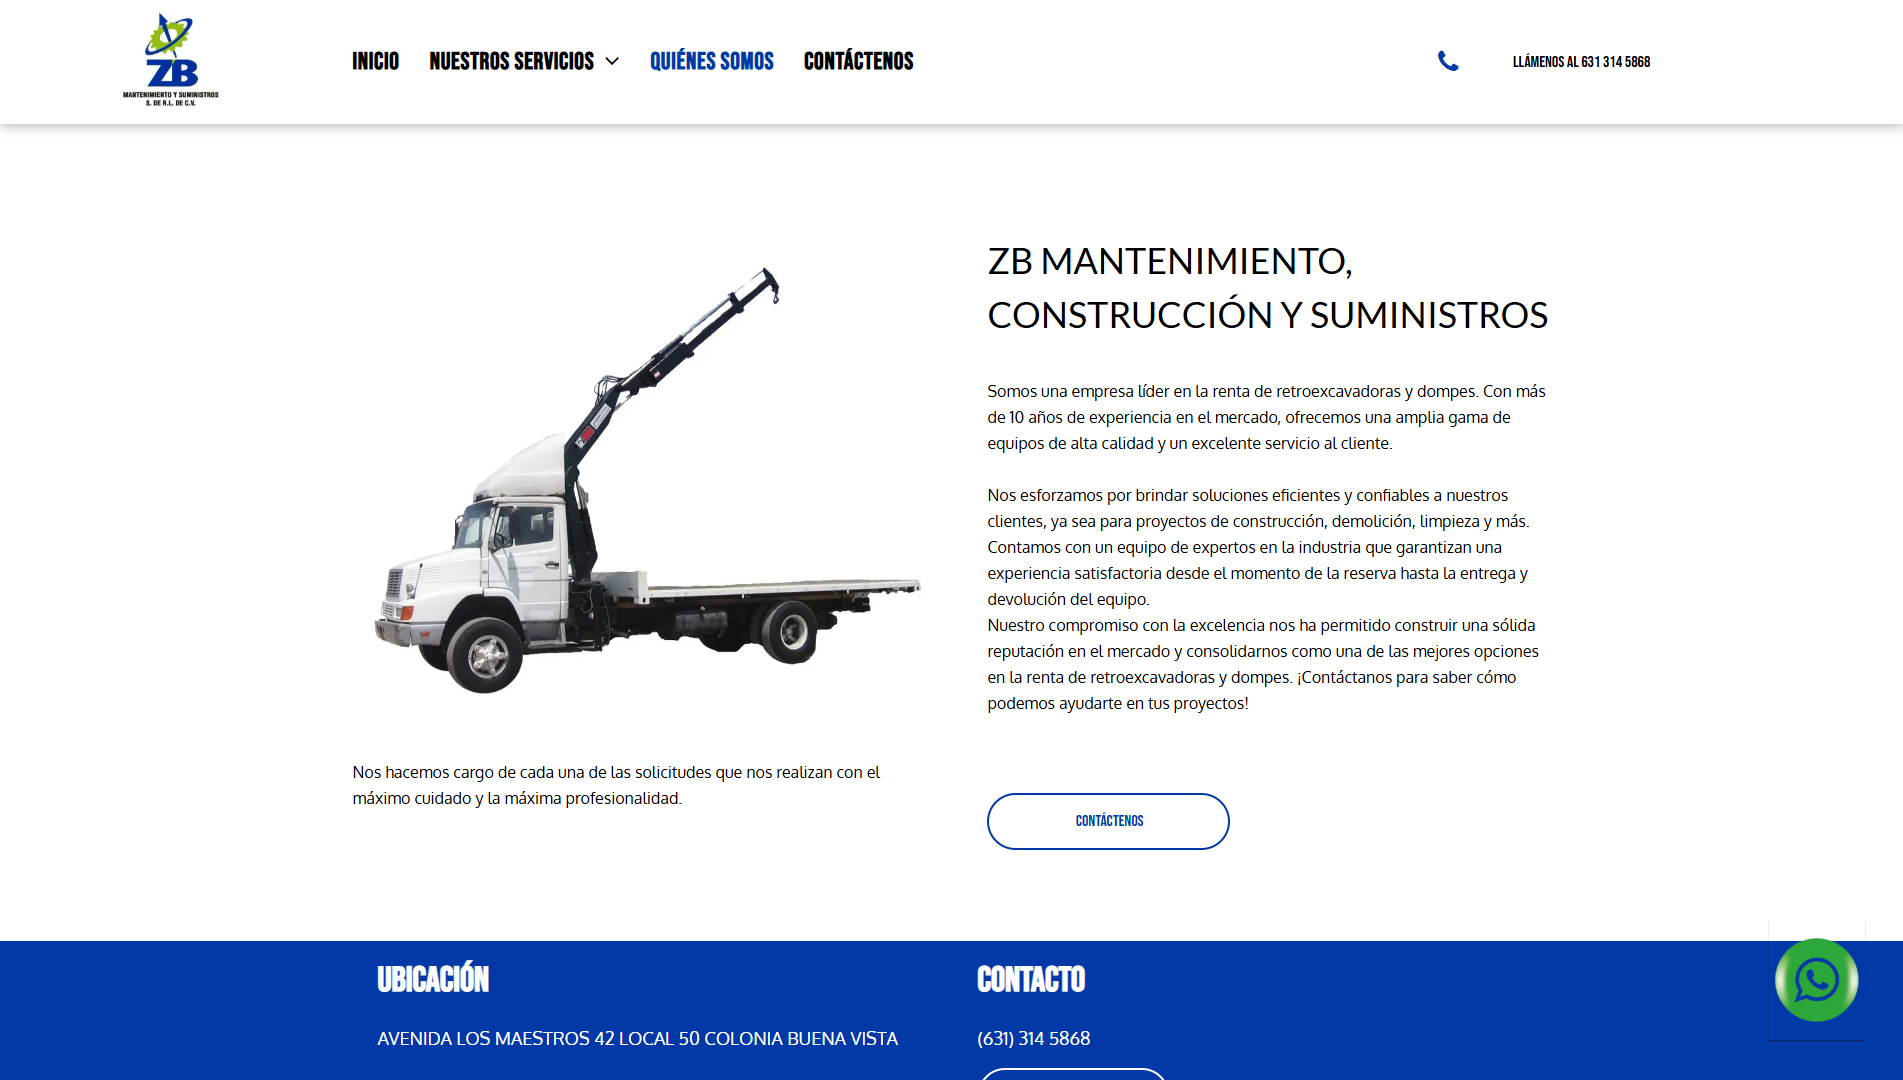 ZB
MANTENIMIENTO Y SUMINISTROS
S. DE R.L. DE C.V.
INICIO
NUESTROS SERVICIOS
QUIÉNES SOMOS
CONTÁCTENOS
LLÁMENOS AL 631 314 5868
ZB MANTENIMIENTO,
CONSTRUCCIÓN Y SUMINISTROS
Somos una empresa líder en la renta de retroexcavadoras y dompes. Con más
de 10 años de experiencia en el mercado, ofrecemos una amplia gama de
equipos de alta calidad y un excelente servicio al cliente.
Nos esforzamos por brindar soluciones eficientes y confiables a nuestros
clientes, ya sea para proyectos de construcción, demolición, limpieza y más.
Contamos con un equipo de expertos en la industria que garantizan una
experiencia satisfactoria desde el momento de la reserva hasta la entrega y
devolución del equipo.
Nuestro compromiso con la excelencia nos ha permitido construir una sólida
reputación en el mercado y consolidarnos como una de las mejores opciones
en la renta de retroexcavadoras y dompes. ¡Contáctanos para saber cómo
podemos ayudarte en tus proyectos!
Nos hacemos cargo de cada una de las solicitudes que nos realizan con el
máximo cuidado y la máxima profesionalidad.
CONTÁCTENOS
UBICACIÓN
AVENIDA LOS MAESTROS 42 LOCAL 50 COLONIA BUENA VISTA
CONTACTO
(631) 314 5868